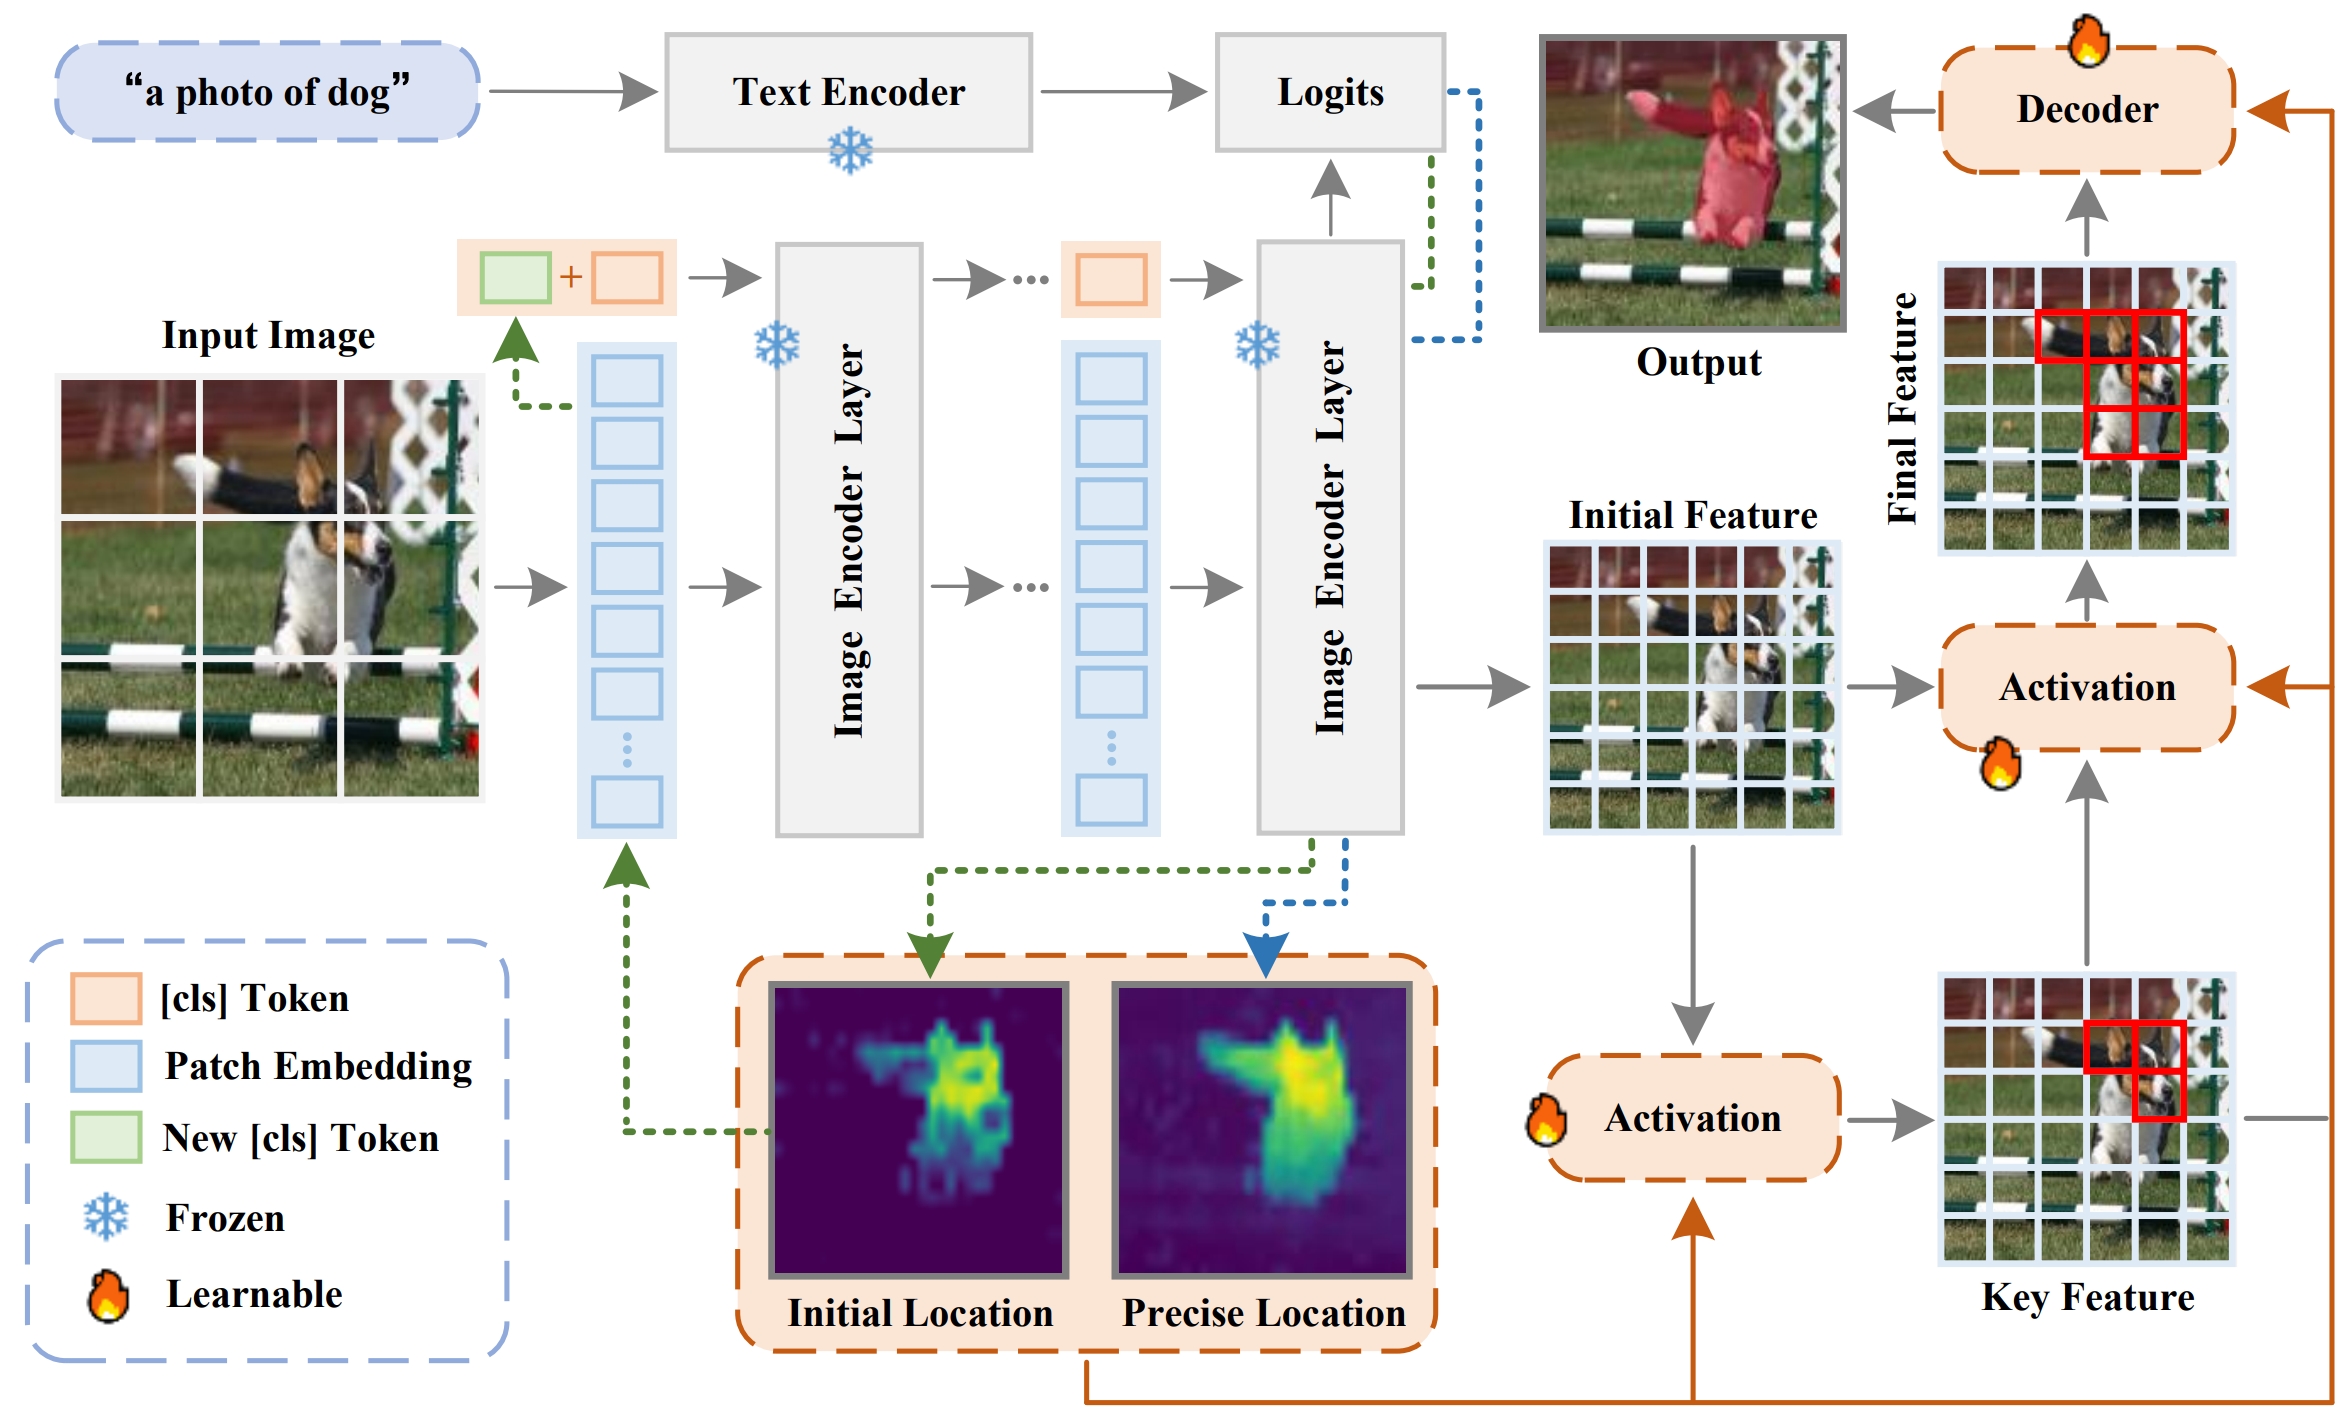 “a photo of dog”
Text Encoder
Logits
Decoder
Input Image
Image Encoder Layer
Image Encoder Layer
Output
Final Feature
Initial Feature
Activation
[cls] Token
Patch Embedding
New [cls] Token
Frozen
Learnable
Initial Location
Precise Location
Activation
Key Feature